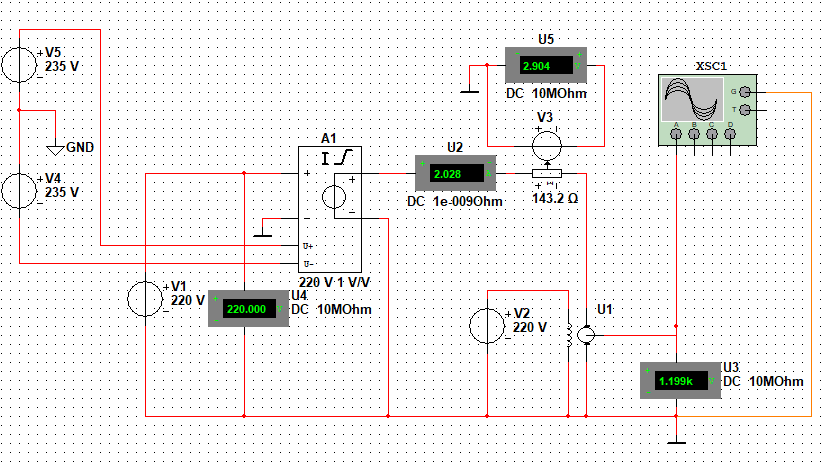 U5
2.904
V
DC 10MOhm
XSC1
G
T
A B C D
V5
235 V
GND
V4
235 V
A1
U+
U-
220 V 1 V/V
U2
2.028
DC 1e-009Ohm
V3
143.2 Ω
V1
220 V
U4
220.000
DC 10MOhm
V2
220 V
U1
U3
1.199k
DC 10MOhm